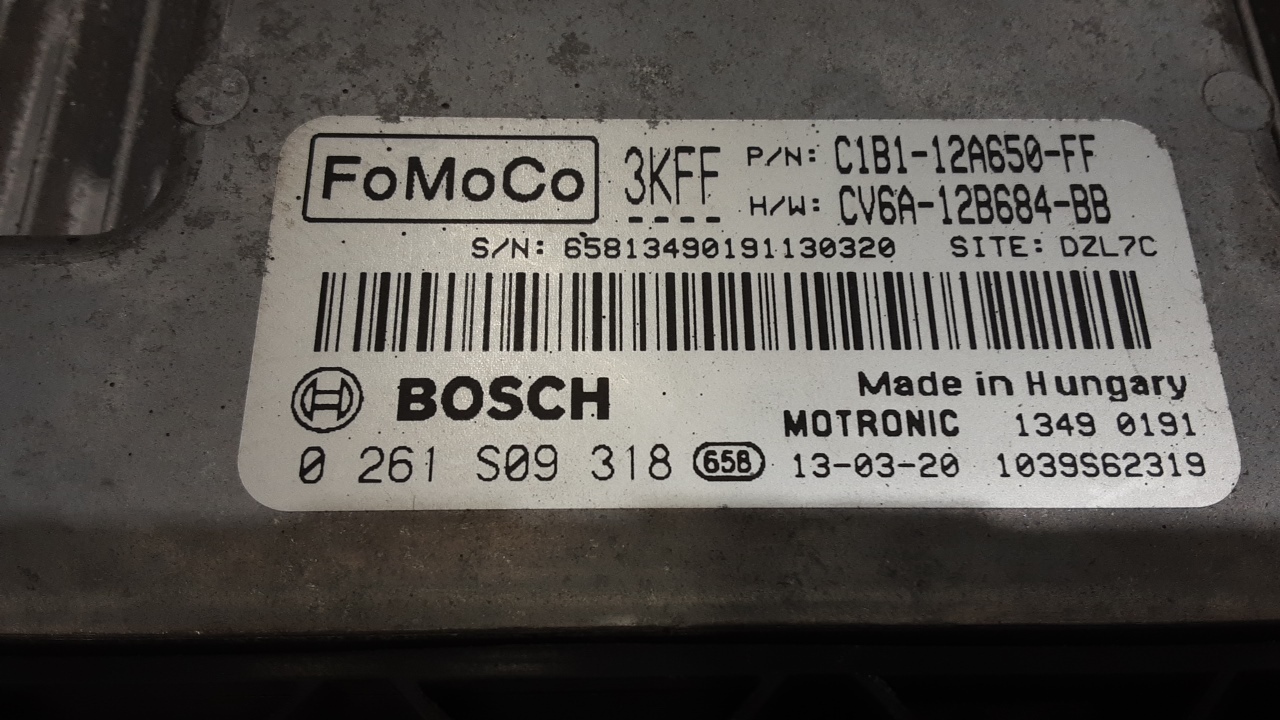 FoMoCo 3KFF P/N: C1B1-12A650-FF
H/W: CV6A-12B684-BB
S/N: 65813490191130320 SITE: DZL7C
BOSCH Made in Hungary
MOTRONIC 1349 0191
0 261 S09 318 658 13-03-20 1039S62319